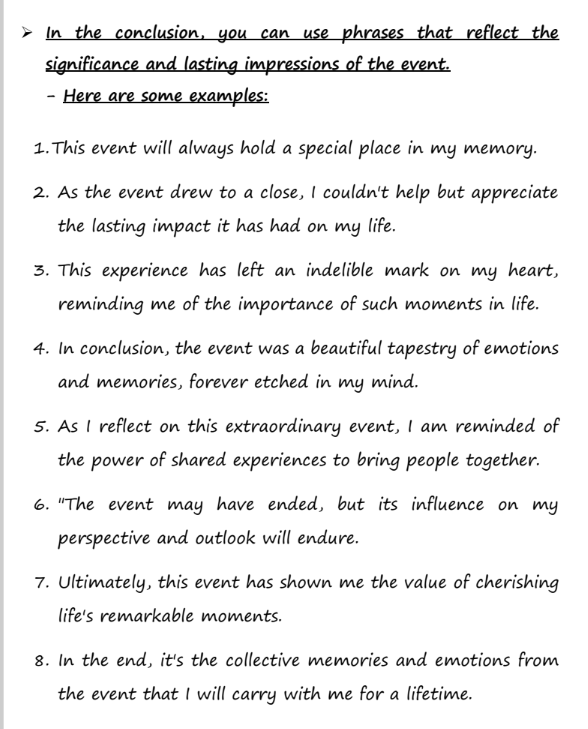 ➤ In the conclusion, you can use phrases that reflect the
significance and lasting impressions of the event.
- Here are some examples:
1. This event will always hold a special place in my memory.
2. As the event drew to a close, I couldn't help but appreciate
the lasting impact it has had on my life.
3. This experience has left an indelible mark on my heart,
reminding me of the importance of such moments in life.
4. In conclusion, the event was a beautiful tapestry of emotions
and memories, forever etched in my mind.
5. As I reflect on this extraordinary event, I am reminded of
the power of shared experiences to bring people together.
6. "The event may have ended, but its influence on my
perspective and outlook will endure.
7. Ultimately, this event has shown me the value of cherishing
life's remarkable moments.
8. In the end, it's the collective memories and emotions from
the event that I will carry with me for a lifetime.